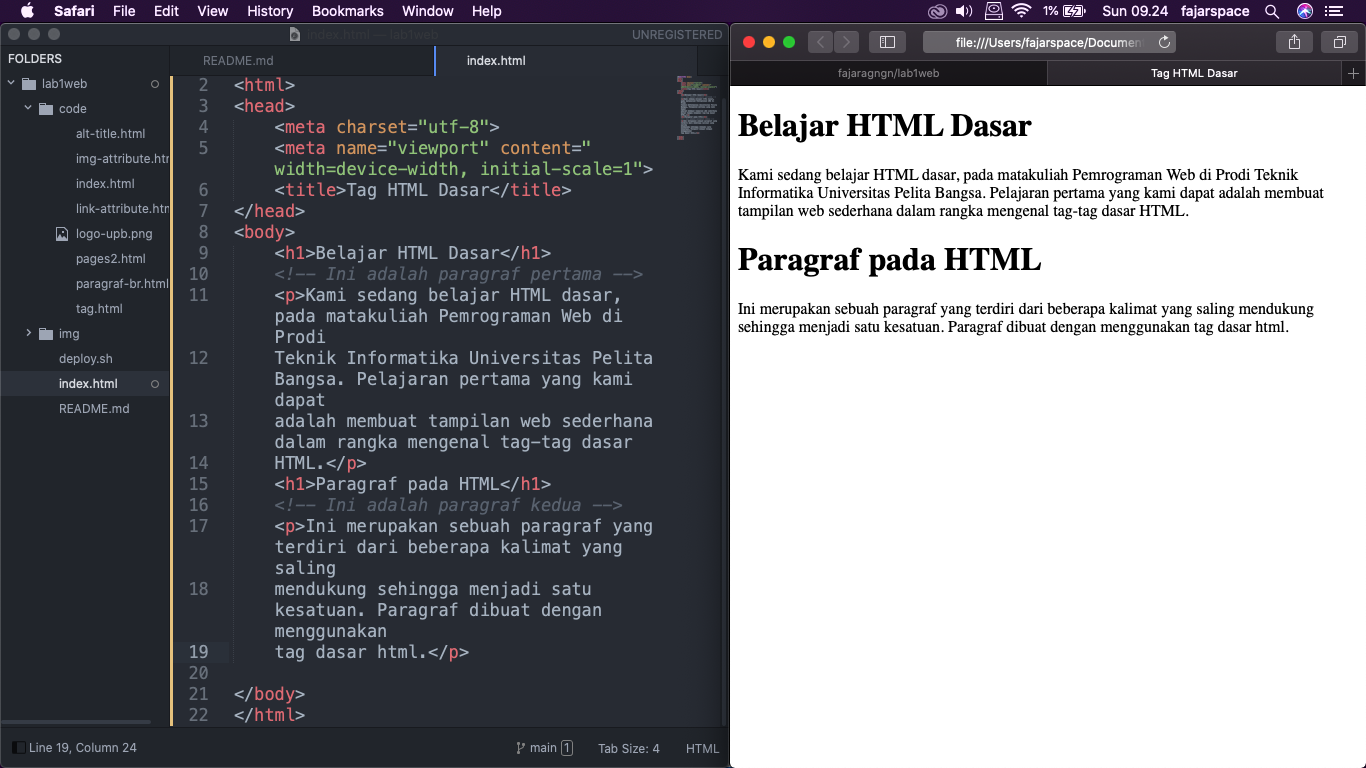 Safari File Edit View History Bookmarks Window Help 1% Sun 09.24 fajarspace
index.html — lab1web UNREGISTERED
FOLDERS
lab1web
code
alt-title.html
img-attribute.htm
index.html
link-attribute.htm
logo-upb.png
pages2.html
paragraf-br.html
tag.html
img
deploy.sh
index.html
README.md
README.md index.html
2 <html>
3 <head>
4 <meta charset="utf-8">
5 <meta name="viewport" content="
width=device-width, initial-scale=1">
6 <title>Tag HTML Dasar</title>
7 </head>
8 <body>
9 <h1>Belajar HTML Dasar</h1>
10 <!-- Ini adalah paragraf pertama -->
11 <p>Kami sedang belajar HTML dasar,
pada matakuliah Pemrograman Web di
Prodi
12 Teknik Informatika Universitas Pelita
Bangsa. Pelajaran pertama yang kami
dapat
13 adalah membuat tampilan web sederhana
dalam rangka mengenal tag-tag dasar
14 HTML.</p>
15 <h1>Paragraf pada HTML</h1>
16 <!-- Ini adalah paragraf kedua -->
17 <p>Ini merupakan sebuah paragraf yang
terdiri dari beberapa kalimat yang
saling
18 mendukung sehingga menjadi satu
kesatuan. Paragraf dibuat dengan
menggunakan
19 tag dasar html.</p>
20
21 </body>
22 </html>
Line 19, Column 24 main 1 Tab Size: 4 HTML
file:///Users/fajarspace/Documen
fajaragngn/lab1web Tag HTML Dasar
Belajar HTML Dasar
Kami sedang belajar HTML dasar, pada matakuliah Pemrograman Web di Prodi Teknik
Informatika Universitas Pelita Bangsa. Pelajaran pertama yang kami dapat adalah membuat
tampilan web sederhana dalam rangka mengenal tag-tag dasar HTML.
Paragraf pada HTML
Ini merupakan sebuah paragraf yang terdiri dari beberapa kalimat yang saling mendukung
sehingga menjadi satu kesatuan. Paragraf dibuat dengan menggunakan tag dasar html.